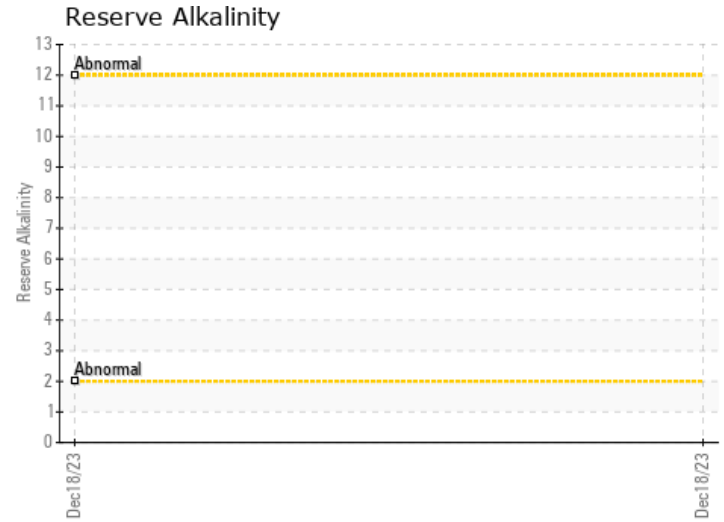 Reserve Alkalinity
Reserve Alkalinity
13
12
11
10
9
8
7
6
5
4
3
2
1
0
Abnormal
Abnormal
Dec18/23
Dec18/23